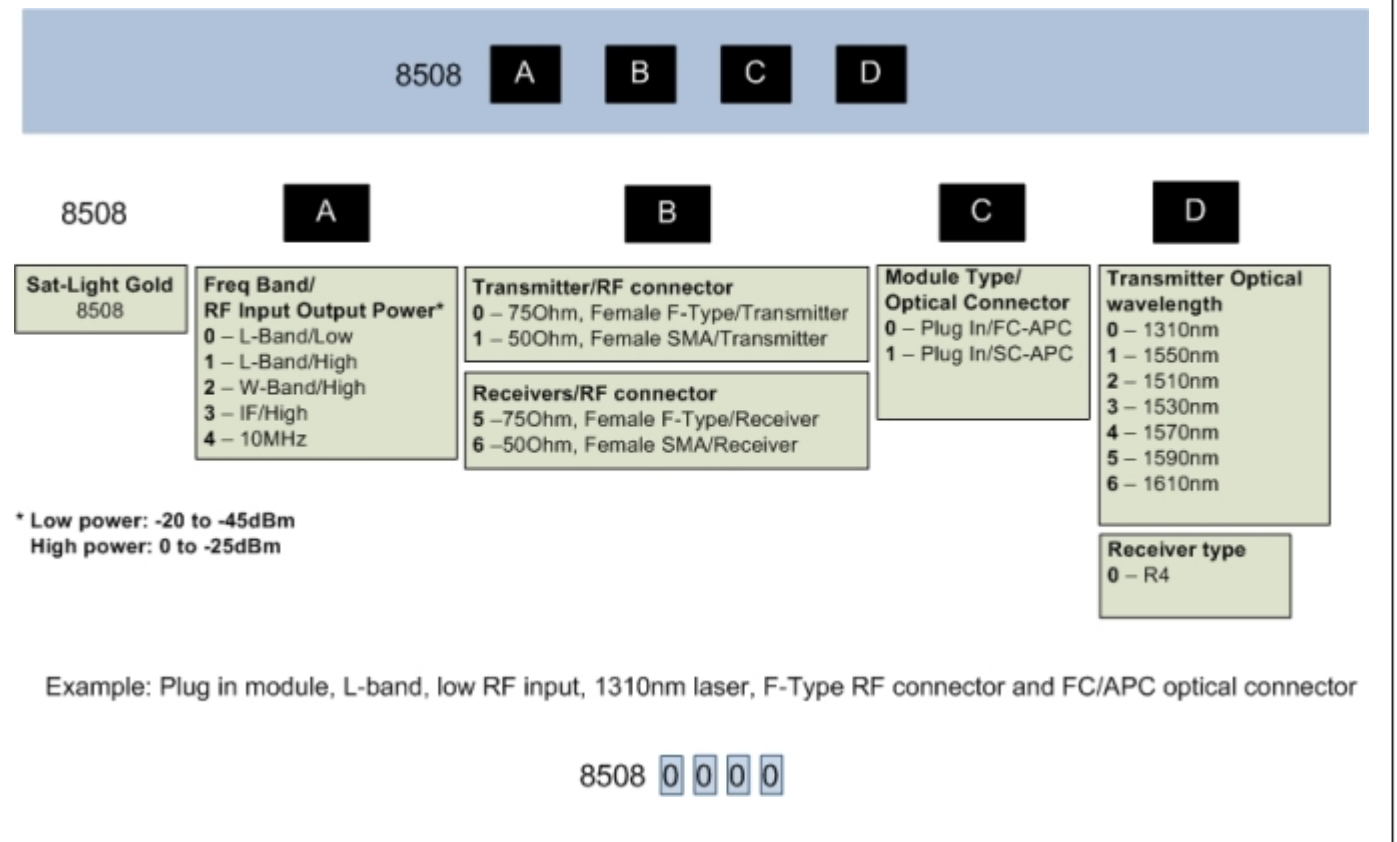 8508 A B C D
8508 A B C D
Sat-Light Gold
8508
Freq Band/
RF Input Output Power*
0 – L-Band/Low
1 – L-Band/High
2 – W-Band/High
3 – IF/High
4 – 10MHz
Transmitter/RF connector
0 – 75Ohm, Female F-Type/Transmitter
1 – 50Ohm, Female SMA/Transmitter
Receivers/RF connector
5 –75Ohm, Female F-Type/Receiver
6 –50Ohm, Female SMA/Receiver
Module Type/
Optical Connector
0 – Plug In/FC-APC
1 – Plug In/SC-APC
Transmitter Optical
wavelength
0 – 1310nm
1 – 1550nm
2 – 1510nm
3 – 1530nm
4 – 1570nm
5 – 1590nm
6 – 1610nm
Receiver type
0 – R4
* Low power: -20 to -45dBm
High power: 0 to -25dBm
Example: Plug in module, L-band, low RF input, 1310nm laser, F-Type RF connector and FC/APC optical connector
8508 0 0 0 0